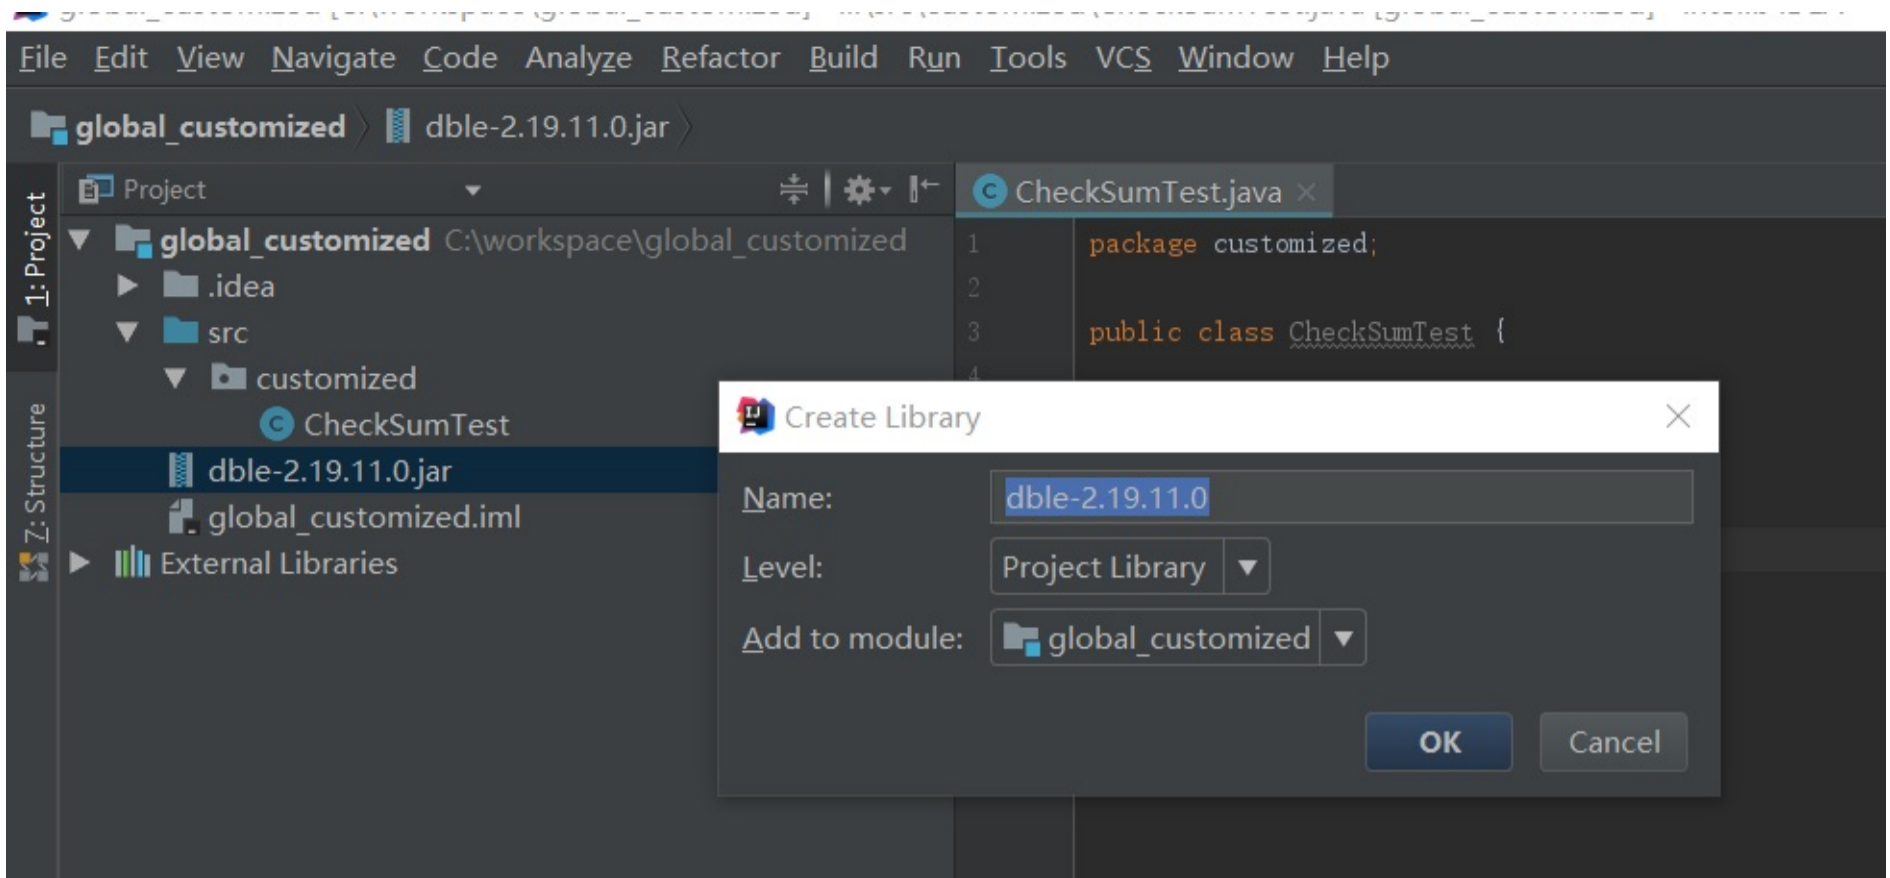 File Edit View Navigate Code Analyze Refactor Build Run Tools VCS Window Help
global_customized dble-2.19.11.0.jar
1: Project
Z: Structure
Project
global_customized C:\workspace\global_customized
.idea
src
customized
CheckSumTest
dble-2.19.11.0.jar
global_customized.iml
External Libraries
CheckSumTest.java
1 package customized;
2
3 public class CheckSumTest {
4
Create Library
Name: dble-2.19.11.0
Level: Project Library
Add to module: global_customized
OK Cancel